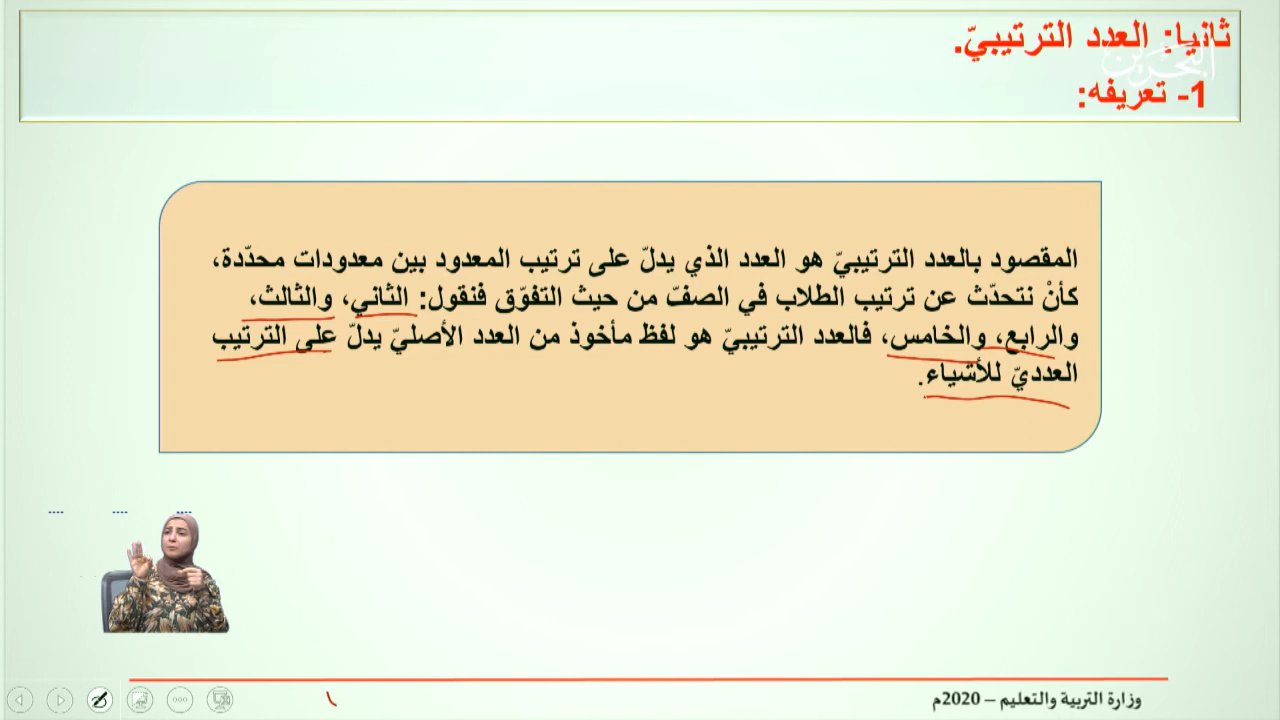 ثانيا: العدد الترتيبيّ.
البحرين
1- تعريفه:
المقصود بالعدد الترتيبيّ هو العدد الذي يدلّ على ترتيب المعدود بين معدودات محدّدة،
كأنْ نتحدّث عن ترتيب الطلاب في الصفّ من حيث التفوّق فنقول: الثاني، والثالث،
والرابع، والخامس، فالعدد الترتيبيّ هو لفظ مأخوذ من العدد الأصليّ يدلّ على الترتيب
العدديّ للأشياء.
وزارة التربية والتعليم – 2020م